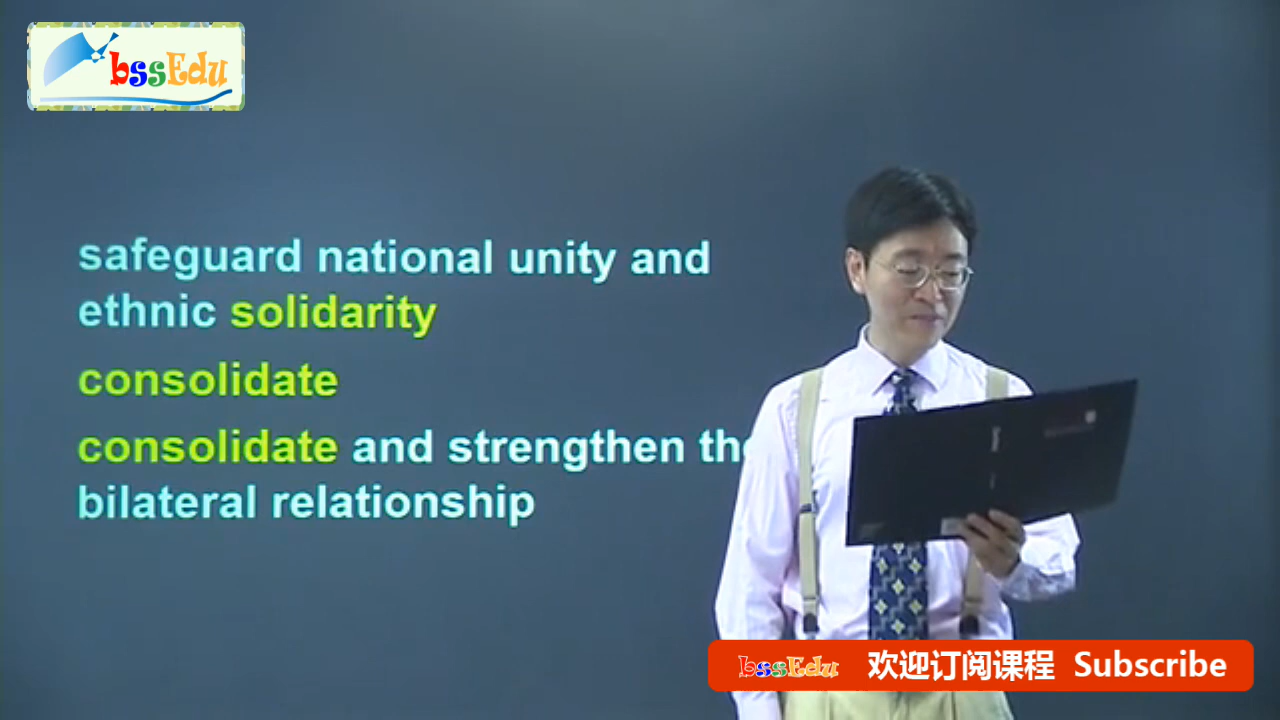 bssEdu
safeguard national unity and
ethnic solidarity
consolidate
consolidate and strengthen the
bilateral relationship
bssEdu 欢迎订阅课程 Subscribe